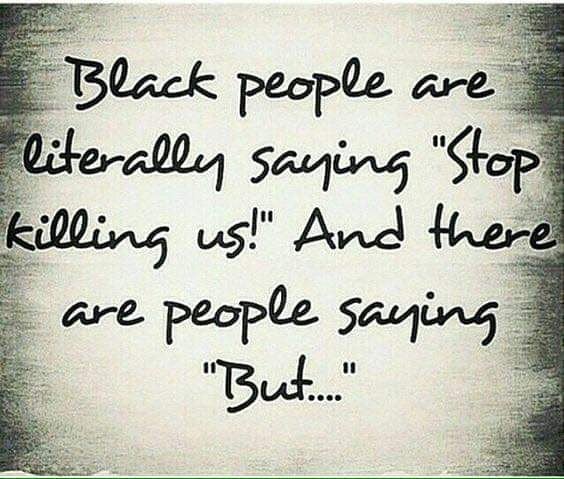 Black people are
literally saying "Stop
killing us!" And there
are people saying
"But...."